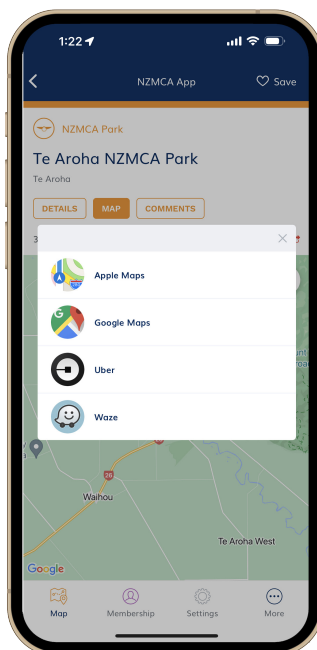 1:22
NZMCA App
Save
NZMCA Park
Te Aroha NZMCA Park
Te Aroha
DETAILS
MAP
COMMENTS
3
Apple Maps
Google Maps
Uber
Waze
26
Waihou
Te Aroha West
Google
Map
Membership
Settings
More